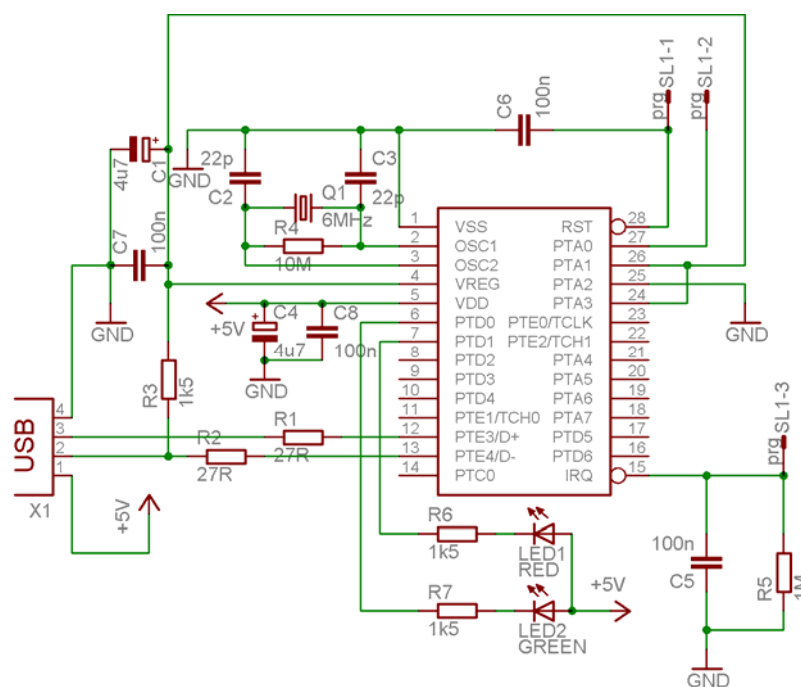 prg SL1-1
prg SL1-2
C6
100n
4u7
C1
GND
22p
C2
C3
22p
Q1
6MHz
R4
10M
C7
100n
GND
1 VSS RST 28
2 OSC1 PTA0 27
3 OSC2 PTA1 26
4 VREG PTA2 25
5 VDD PTA3 24
6 PTD0 PTE0/TCLK 23
7 PTD1 PTE2/TCH1 22
8 PTD2 PTA4 21
9 PTD3 PTA5 20
10 PTD4 PTA6 19
11 PTE1/TCH0 PTA7 18
12 PTE3/D+ PTD5 17
13 PTE4/D- PTD6 16
14 PTC0 IRQ 15
+5V
+
C4
4u7
C8
100n
GND
GND
+
R3
1k5
R1
27R
R2
27R
USB
4
3
2
1
X1
+5V
prg SL1-3
R6
1k5
LED1
RED
R7
1k5
LED2
GREEN
+5V
100n
C5
R5
1M
GND